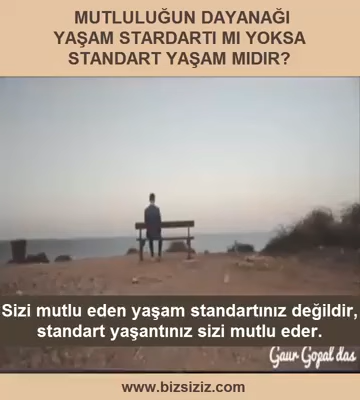 MUTLULUĞUN DAYANAĞI
YAŞAM STARDARTI MI YOKSA
STANDART YAŞAM MIDIR?
Sizi mutlu eden yaşam standartınız değildir,
standart yaşantınız sizi mutlu eder.
Gaur Gopal das
www.bizsiziz.com